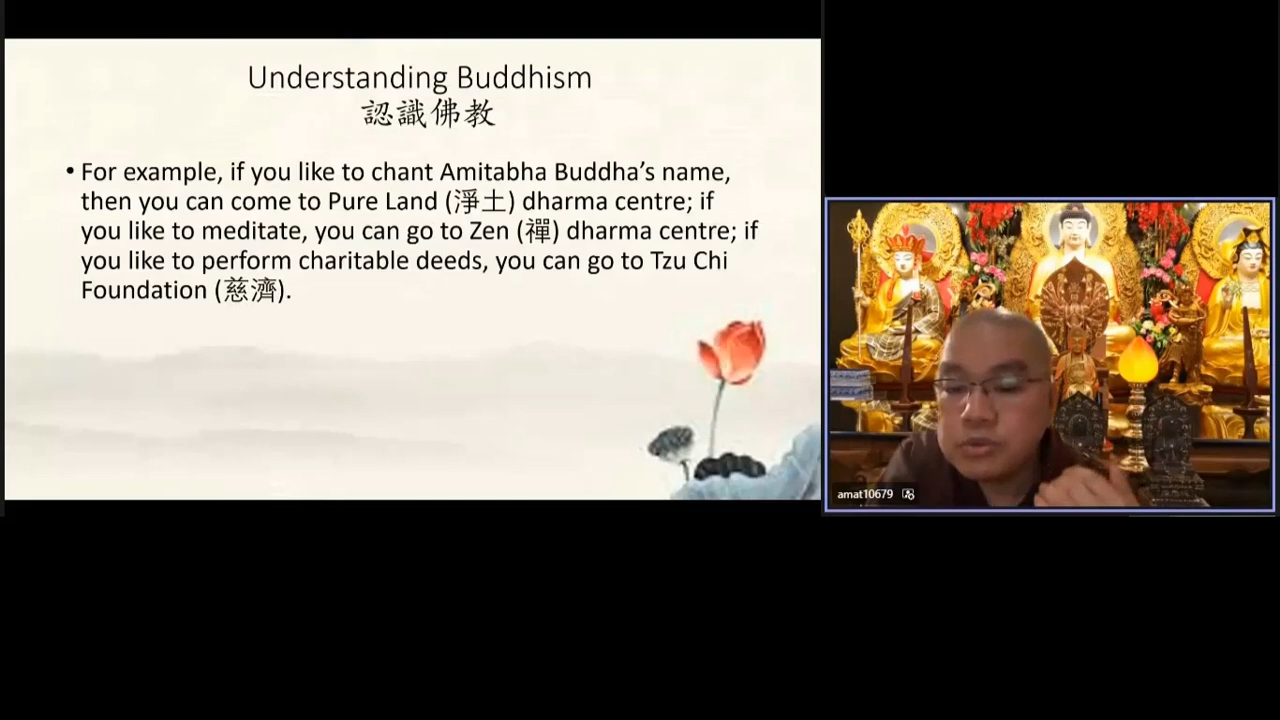 Understanding Buddhism
認識佛教
• For example, if you like to chant Amitabha Buddha’s name,
then you can come to Pure Land (淨土) dharma centre; if
you like to meditate, you can go to Zen (禪) dharma centre; if
you like to perform charitable deeds, you can go to Tzu Chi
Foundation (慈濟).
amat10679